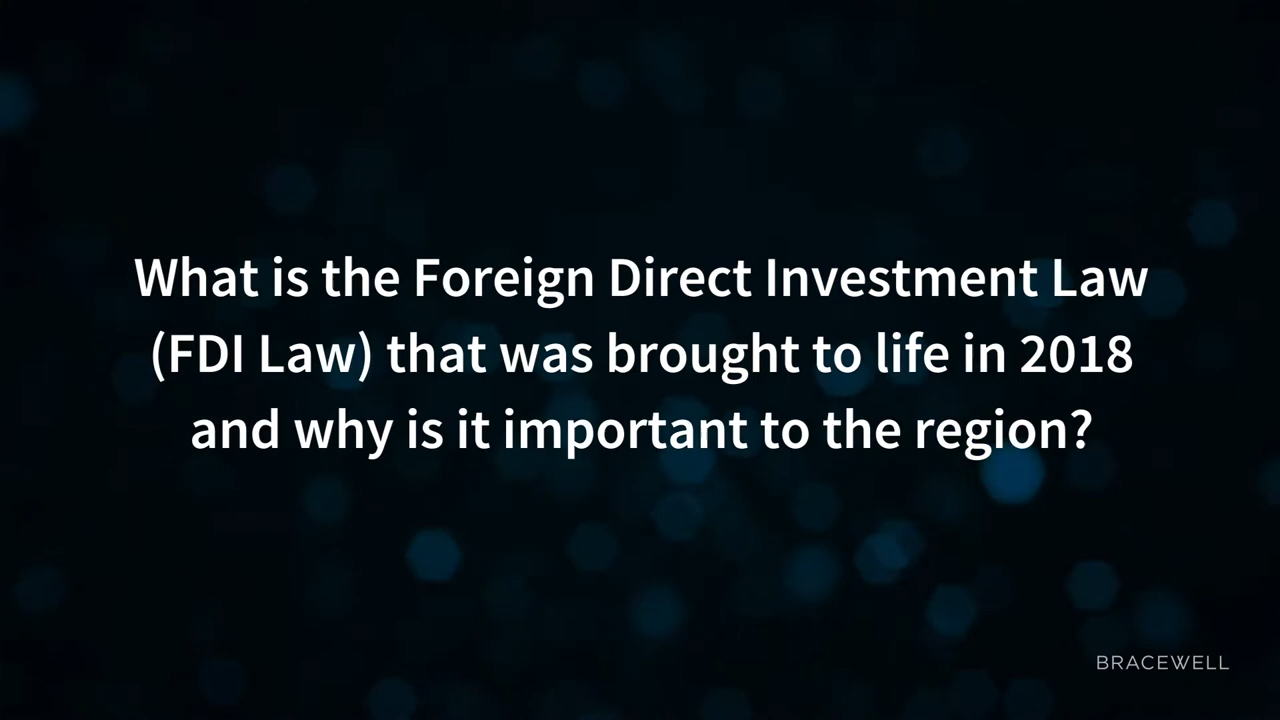 What is the Foreign Direct Investment Law
(FDI Law) that was brought to life in 2018
and why is it important to the region?
BRACEWELL